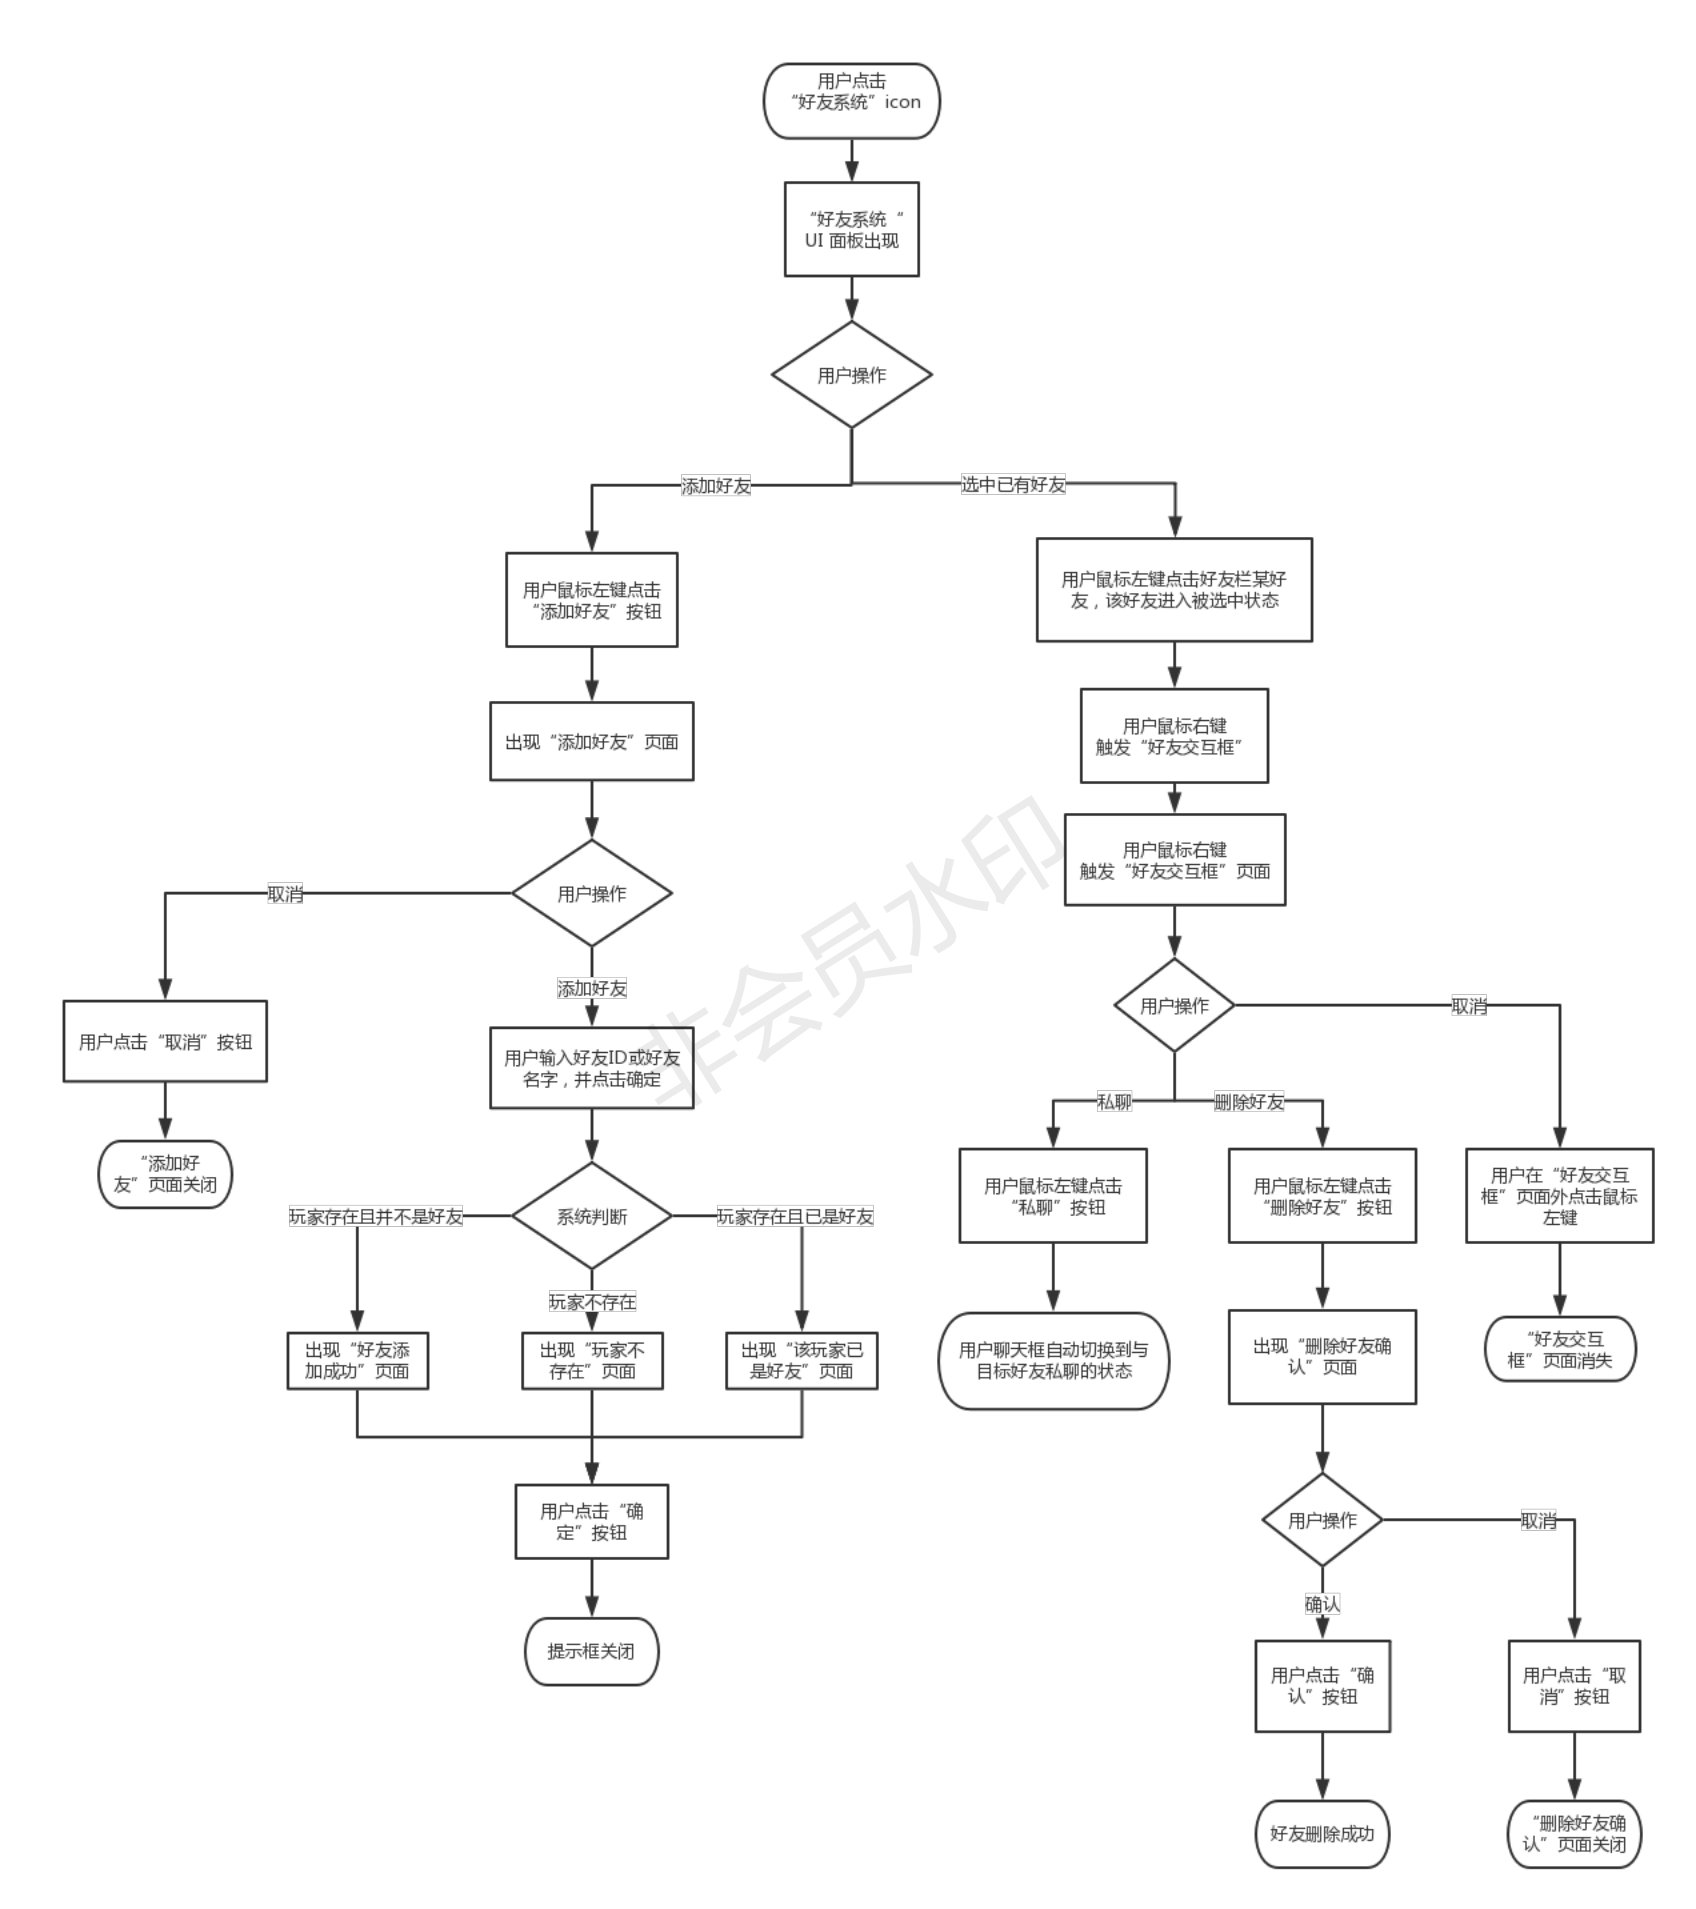 用户点击
“好友系统”icon
“好友系统“
UI 面板出现
用户操作
添加好友
选中已有好友
用户鼠标左键点击
“添加好友”按钮
出现“添加好友”页面
用户操作
取消
用户点击“取消”按钮
“添加好
友”页面关闭
添加好友
用户输入好友ID或好友
名字，并点击确定
系统判断
玩家存在且并不是好友
玩家不存在
玩家存在且已是好友
出现“好友添
加成功”页面
出现“玩家不
存在”页面
出现“该玩家已
是好友”页面
用户点击“确
定”按钮
提示框关闭
用户鼠标左键点击好友栏某好
友，该好友进入被选中状态
用户鼠标右键
触发“好友交互框”
用户鼠标右键
触发“好友交互框”页面
用户操作
私聊
删除好友
取消
用户鼠标左键点击
“私聊”按钮
用户聊天框自动切换到与
目标好友私聊的状态
用户鼠标左键点击
“删除好友”按钮
出现“删除好友确
认”页面
用户在“好友交互
框”页面外点击鼠标
左键
“好友交互
框”页面消失
用户操作
确认
取消
用户点击“确
认”按钮
好友删除成功
用户点击“取
消”按钮
“删除好友确
认”页面关闭
非会员水印